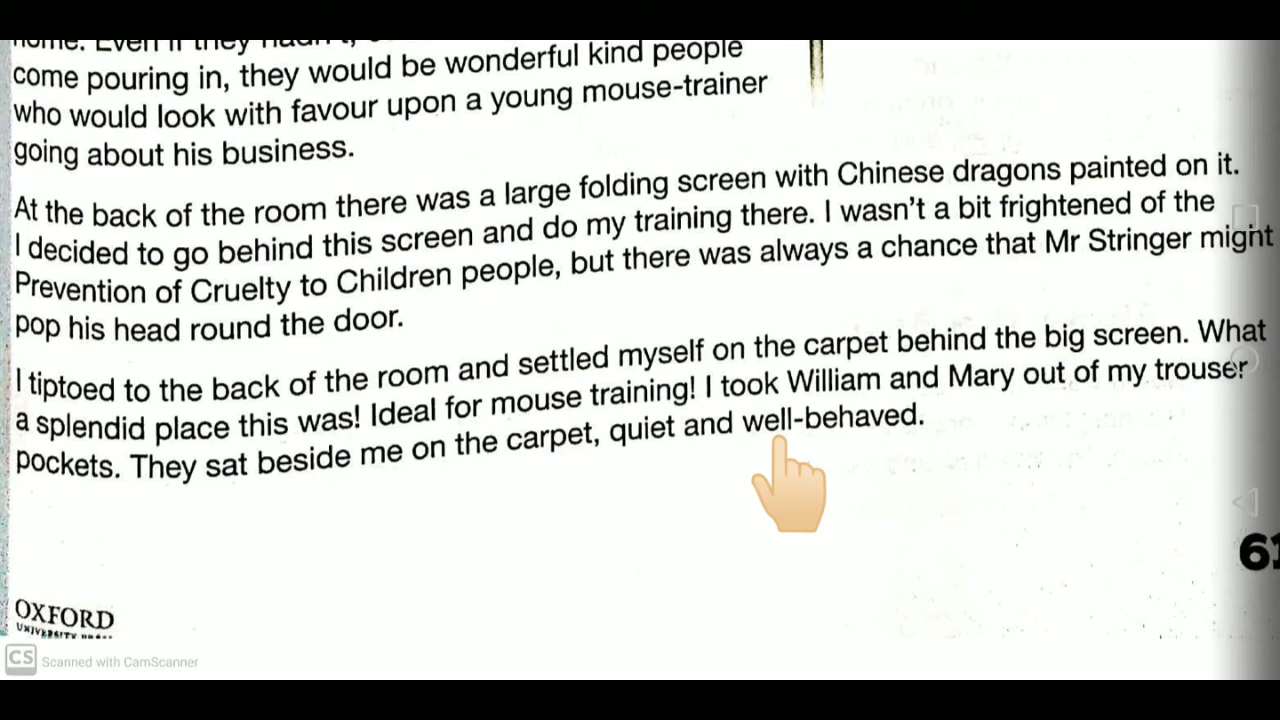 home. Even if they hadn't,
come pouring in, they would be wonderful kind people
who would look with favour upon a young mouse-trainer
going about his business.
At the back of the room there was a large folding screen with Chinese dragons painted on it.
I decided to go behind this screen and do my training there. I wasn't a bit frightened of the
Prevention of Cruelty to Children people, but there was always a chance that Mr Stringer might
pop his head round the door.
I tiptoed to the back of the room and settled myself on the carpet behind the big screen. What
a splendid place this was! Ideal for mouse training! I took William and Mary out of my trouser
pockets. They sat beside me on the carpet, quiet and well-behaved.
61
OXFORD
UNIVERSITY PRESS
CS Scanned with CamScanner